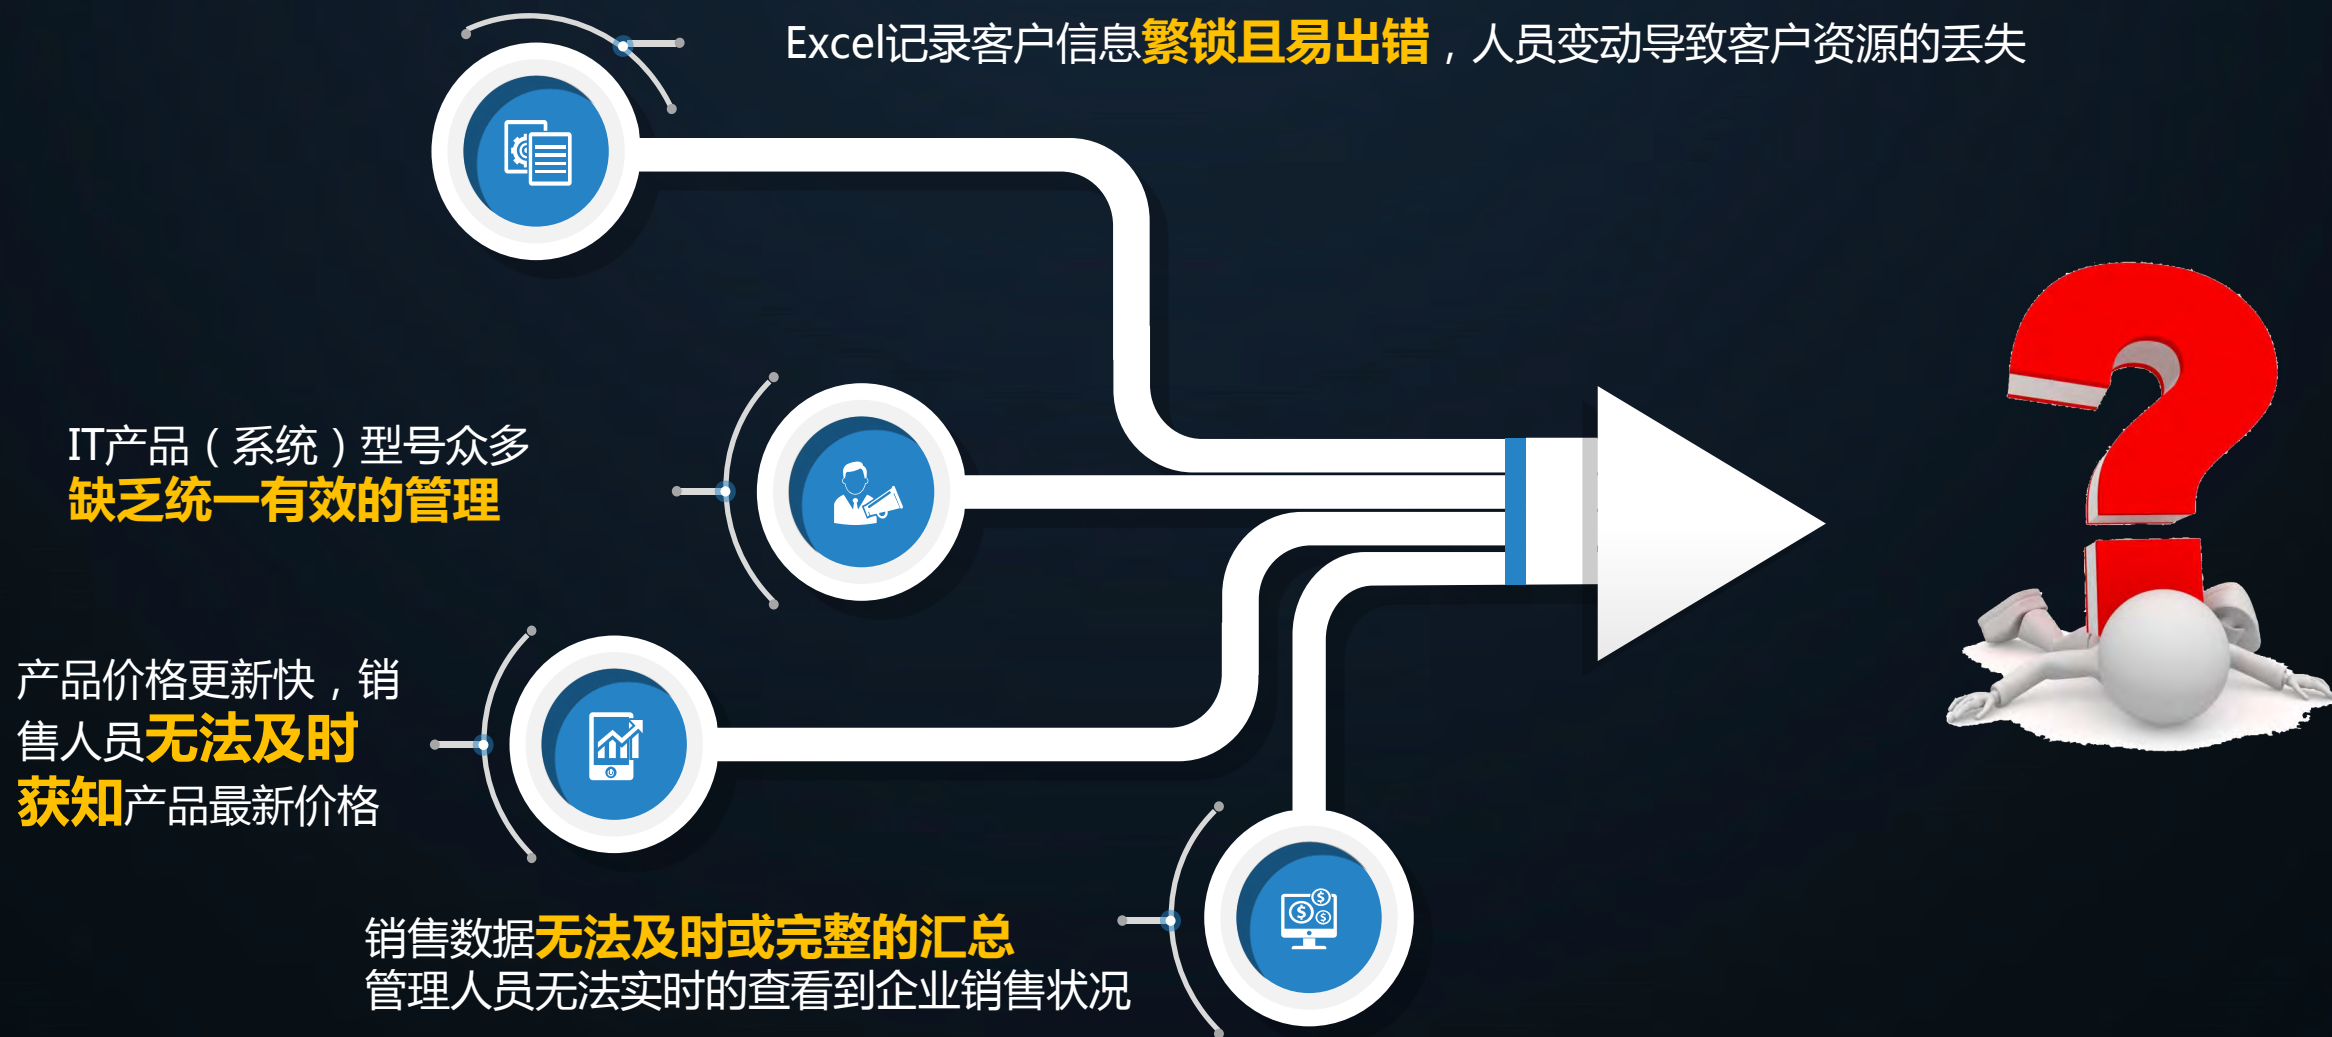 Excel记录客户信息繁锁且易出错，人员变动导致客户资源的丢失
IT产品（系统）型号众多
缺乏统一有效的管理
产品价格更新快，销
售人员无法及时
获知产品最新价格
销售数据无法及时或完整的汇总
管理人员无法实时的查看到企业销售状况